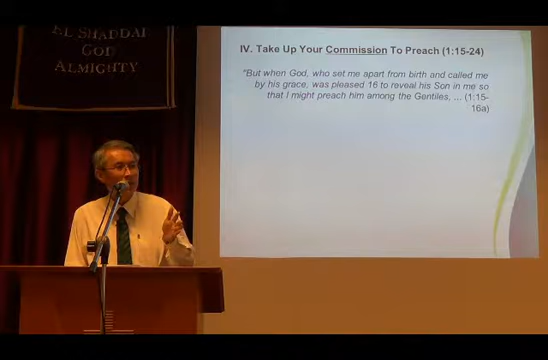 EL SHADDAI
GOD
ALMIGHTY
IV. Take Up Your Commission To Preach (1:15-24)
"But when God, who set me apart from birth and called me
by his grace, was pleased 16 to reveal his Son in me so
that I might preach him among the Gentiles, ... (1:15-
16a)